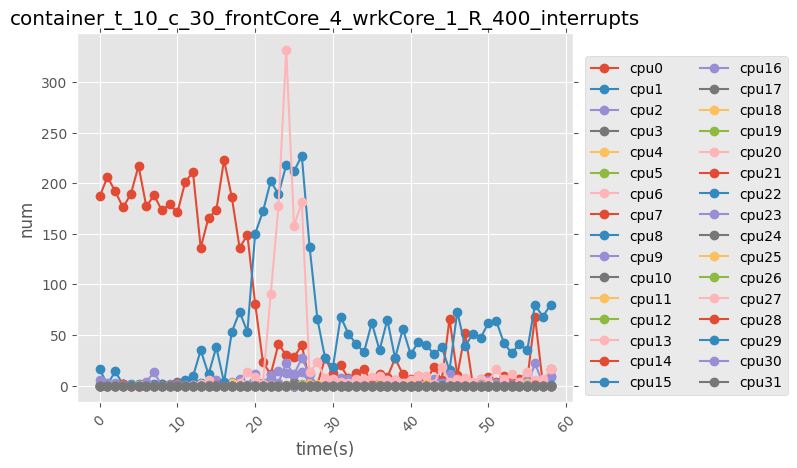 container_t_10_c_30_frontCore_4_wrkCore_1_R_400_interrupts
num
300
250
200
150
100
50
0
0
10
20
30
40
50
60
time(s)
cpu0
cpu1
cpu2
cpu3
cpu4
cpu5
cpu6
cpu7
cpu8
cpu9
cpu10
cpu11
cpu12
cpu13
cpu14
cpu15
cpu16
cpu17
cpu18
cpu19
cpu20
cpu21
cpu22
cpu23
cpu24
cpu25
cpu26
cpu27
cpu28
cpu29
cpu30
cpu31